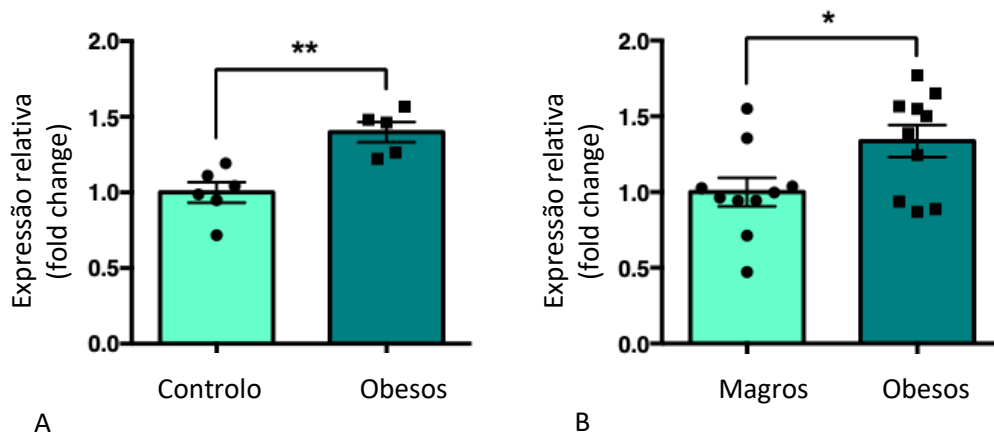 2.0
1.5
1.0
0.5
0.0
Expressão relativa
(fold change)
**
Controlo
Obesos
A
2.0
1.5
1.0
0.5
0.0
Expressão relativa
(fold change)
*
Magros
Obesos
B